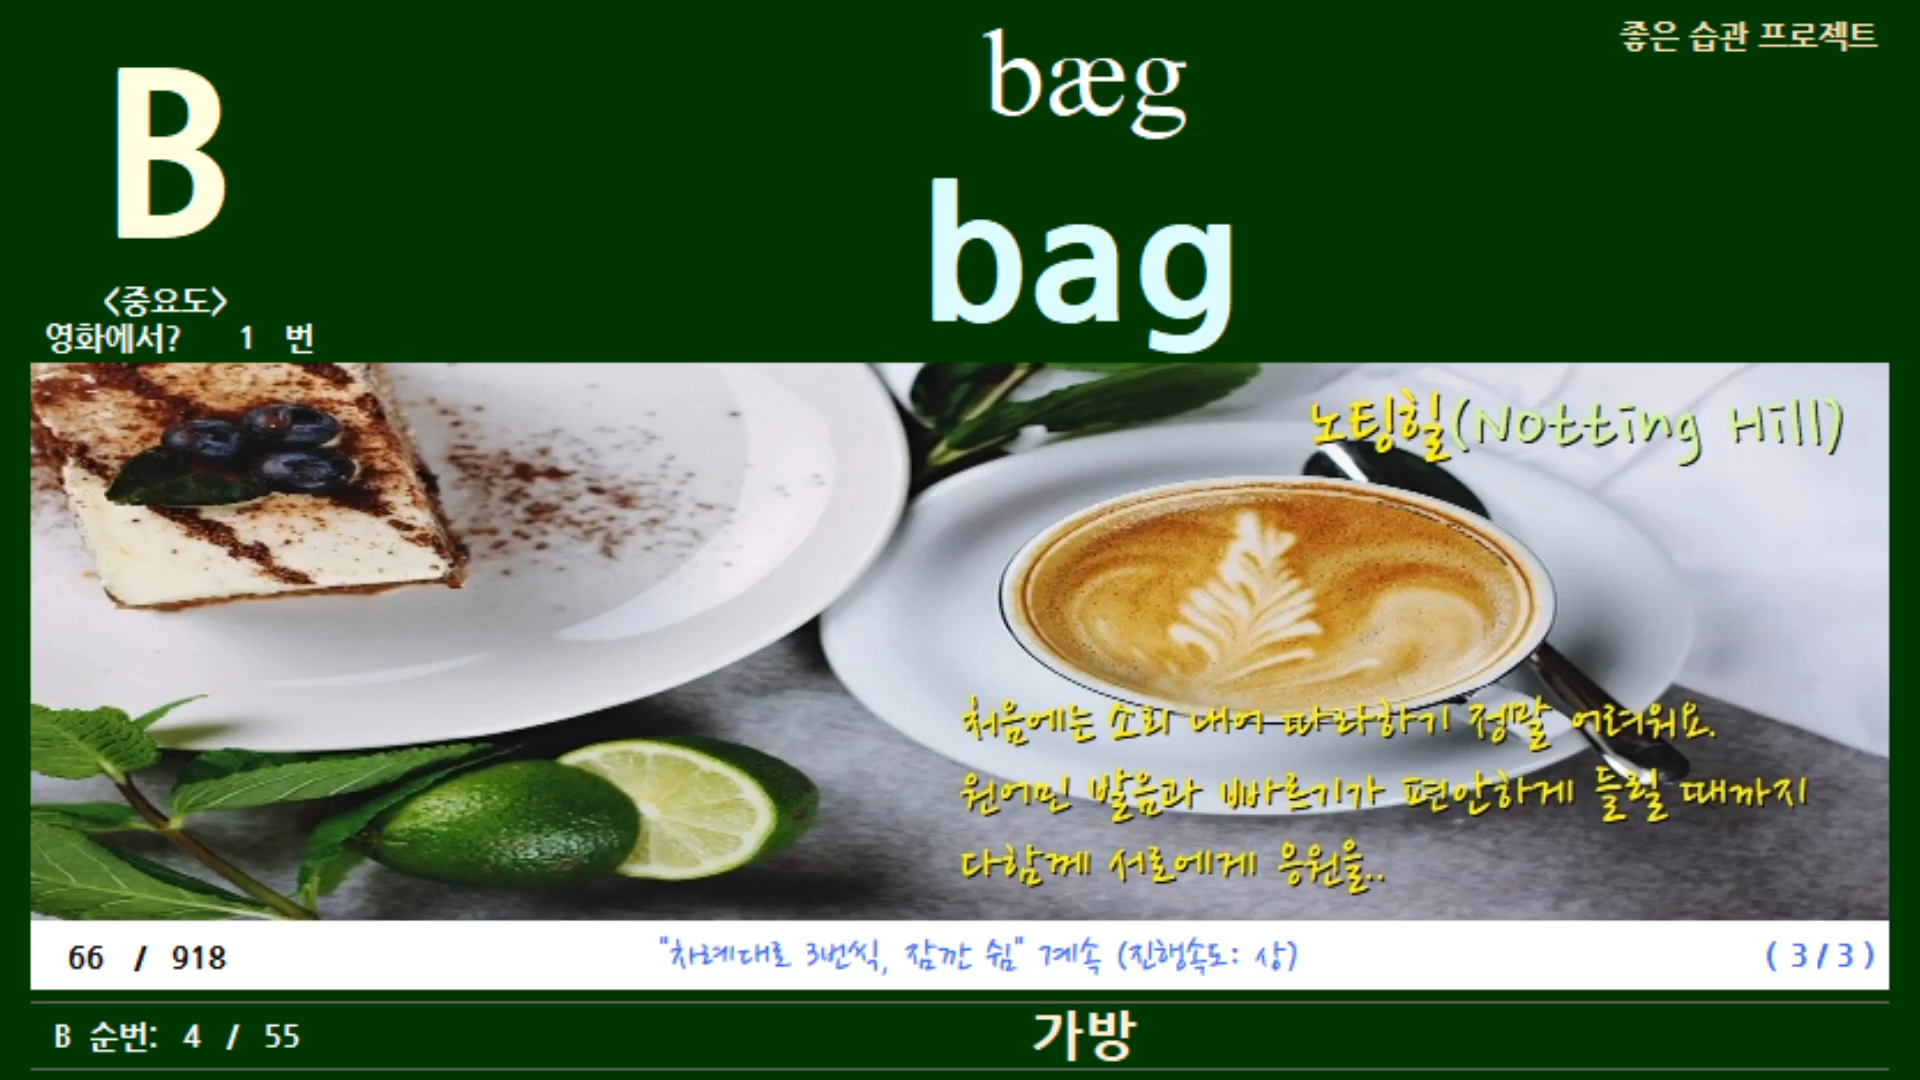 좋은 습관 프로젝트
B
bæg
bag
<중요도>
영화에서? 1 번
노팅힐(Notting Hill)
처음에는 소리 내어 따라하기 정말 어려워요.
원어민 발음과 빠르기가 편안하게 들릴 때까지
다함께 서로에게 응원을..
66 / 918
"차례대로 3번씩, 잠깐 쉼" 계속 (진행속도: 상)
( 3 / 3 )
B 순번: 4 / 55
가방